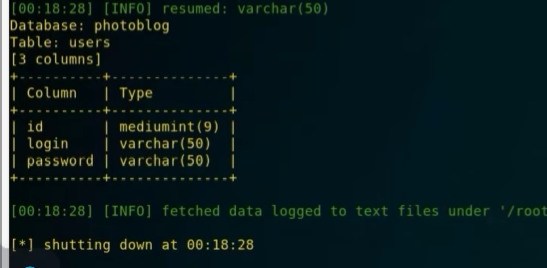 [00:18:28] [INFO] resumed: varchar(50)
Database: photoblog
Table: users
[3 columns]
+----------+--------------+
| Column   | Type         |
+----------+--------------+
| id       | mediumint(9) |
| login    | varchar(50)  |
| password | varchar(50)  |
+----------+--------------+
[00:18:28] [INFO] fetched data logged to text files under '/root
[*] shutting down at 00:18:28